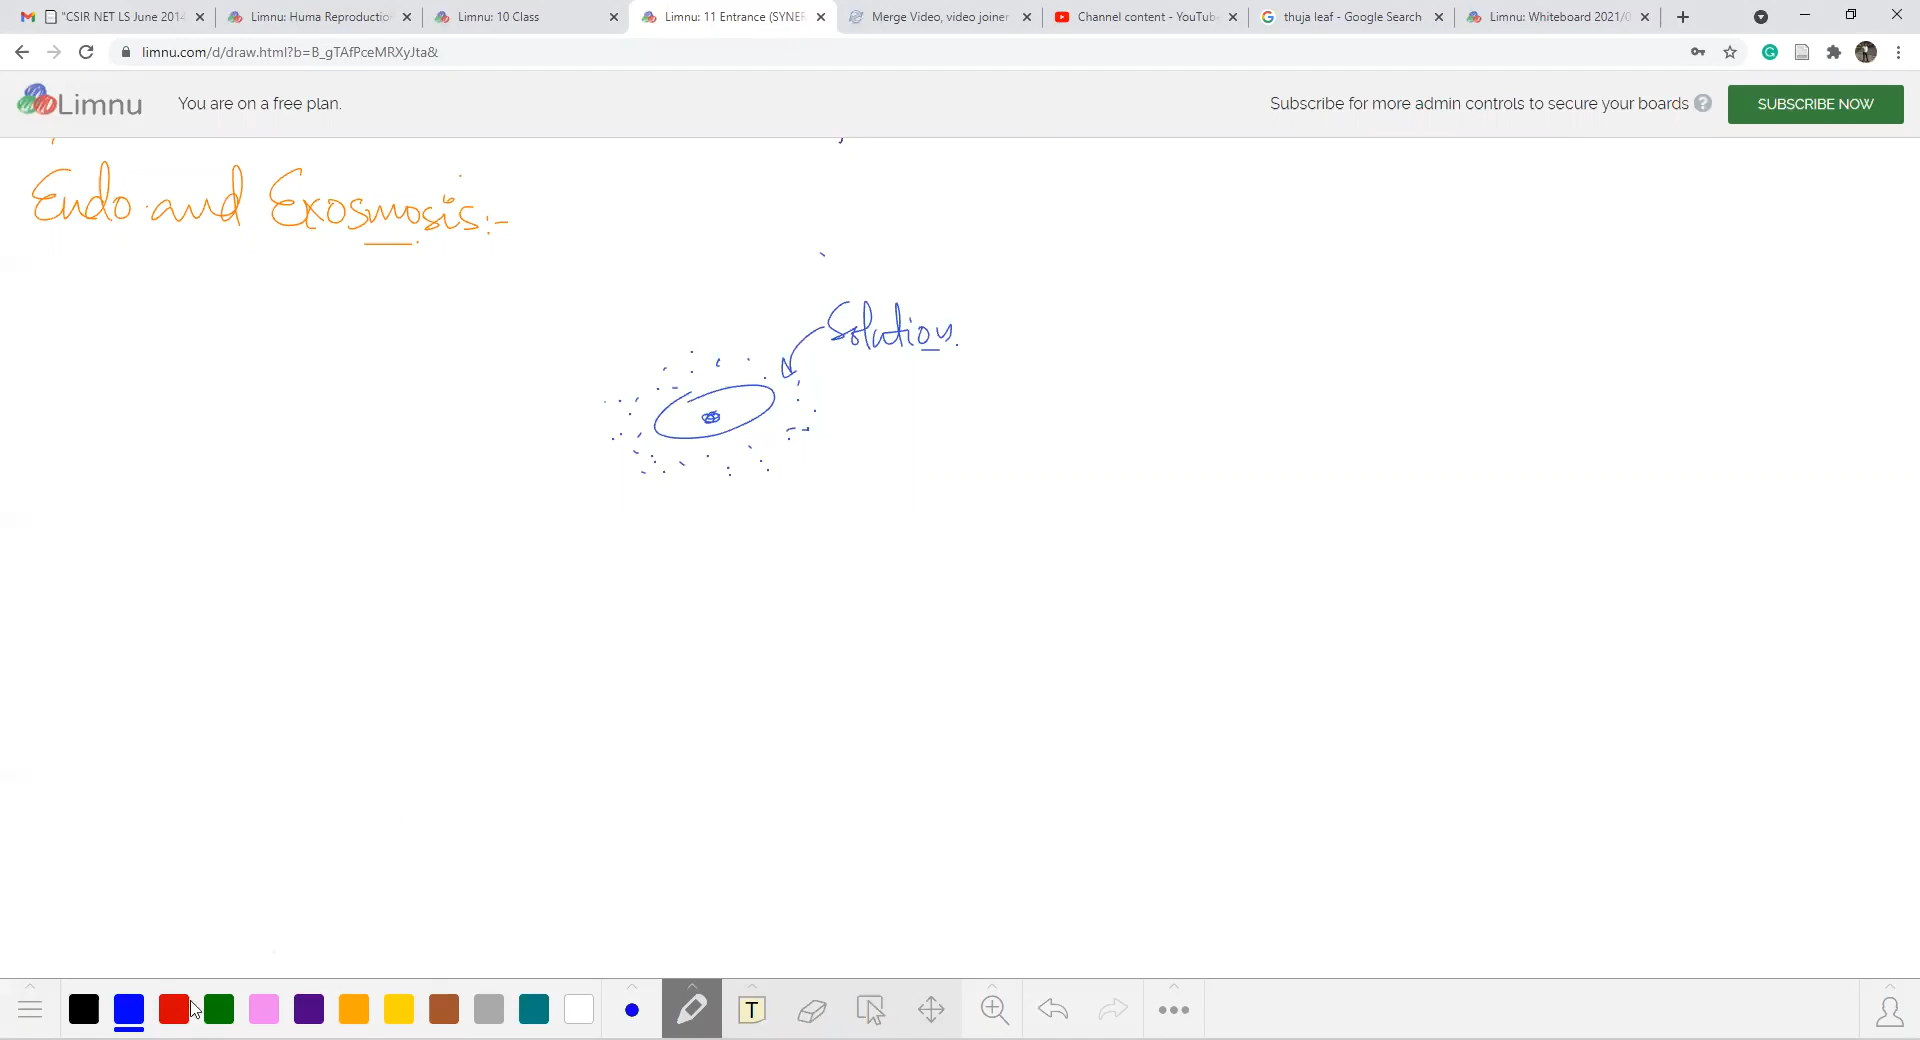 "CSIR NET LS June 2014
Limnu: Huma Reproductio
Limnu: 10 Class
Limnu: 11 Entrance (SYNER
Merge Video, video joiner
Channel content - YouTube
thuja leaf - Google Search
Limnu: Whiteboard 2021/0
limnu.com/d/draw.html?b=B_gTAfPceMRXyJta&
Limnu
You are on a free plan.
Subscribe for more admin controls to secure your boards ?
SUBSCRIBE NOW
Endo and Exosmosis:-
Solution.
T